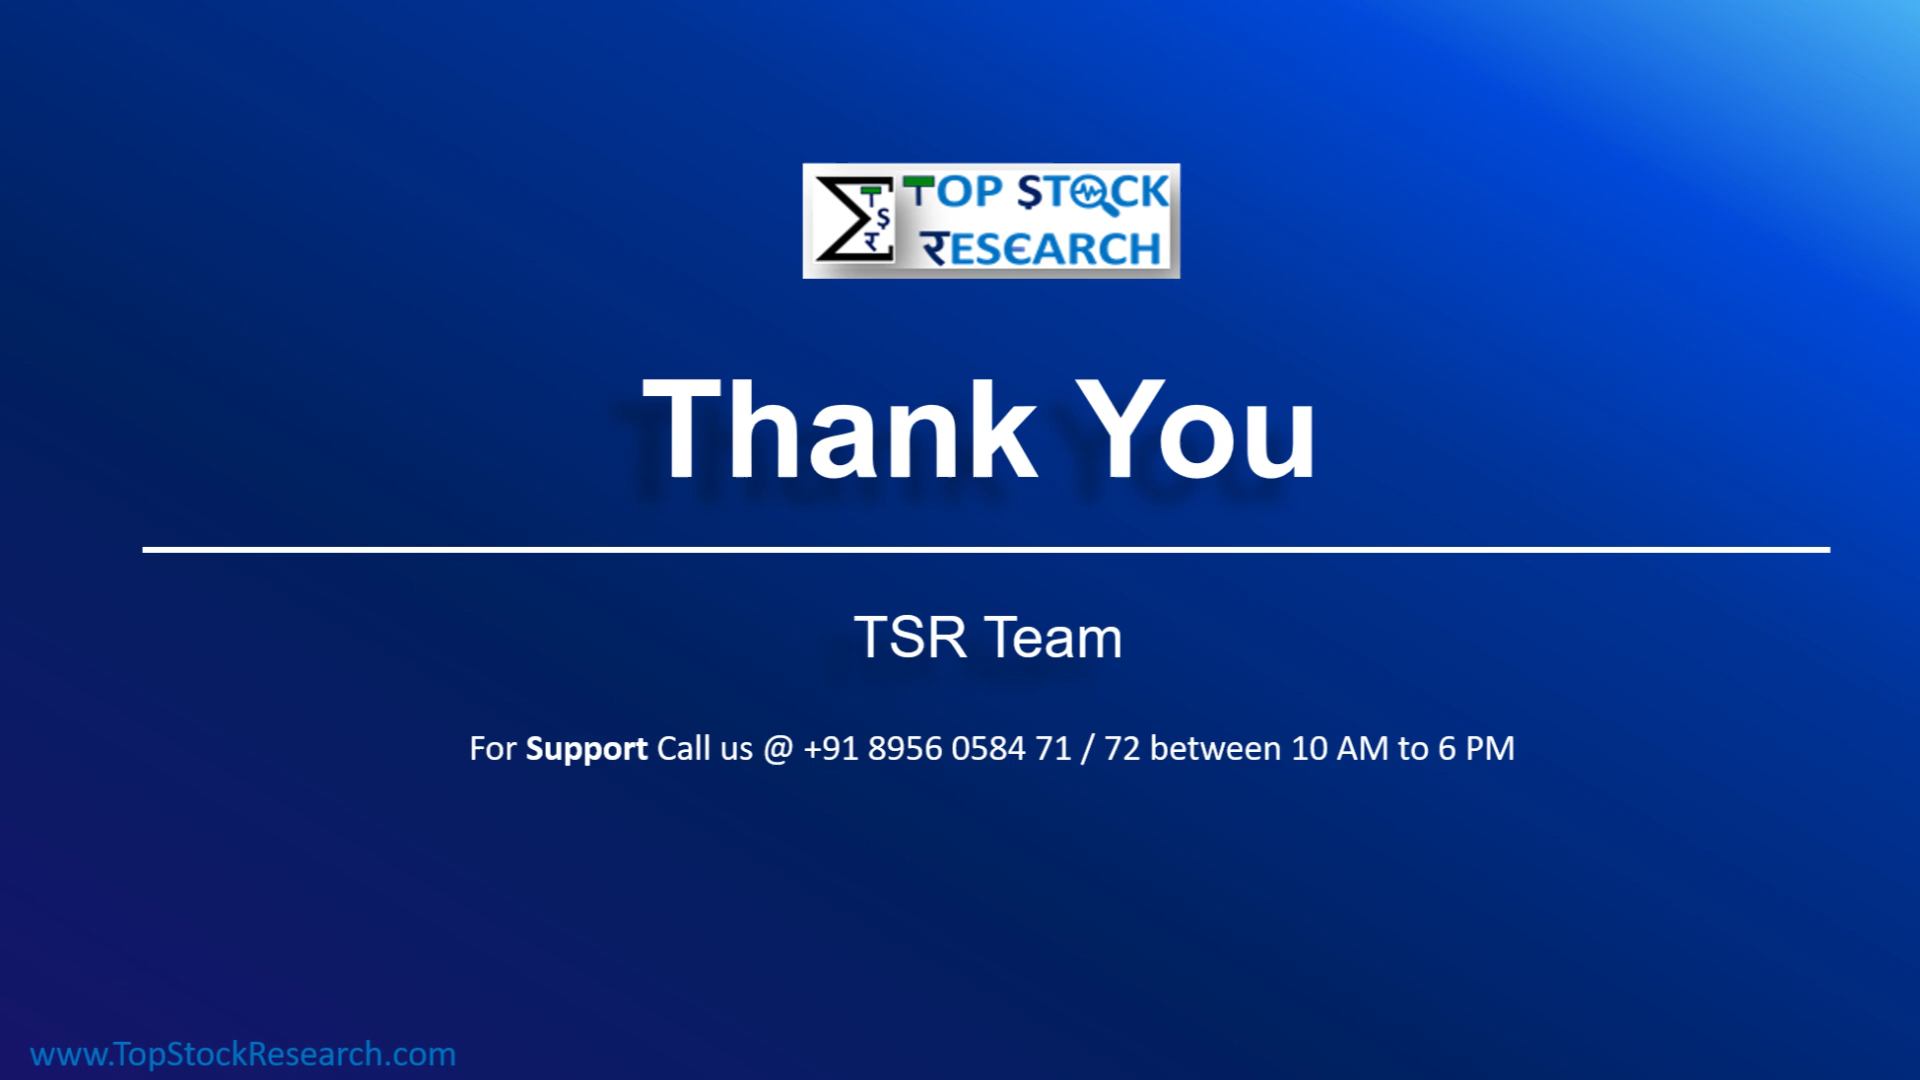 TSR
TOP STOCK
RESEARCH
Thank You
TSR Team
For Support Call us @ +91 8956 0584 71 / 72 between 10 AM to 6 PM
www.TopStockResearch.com